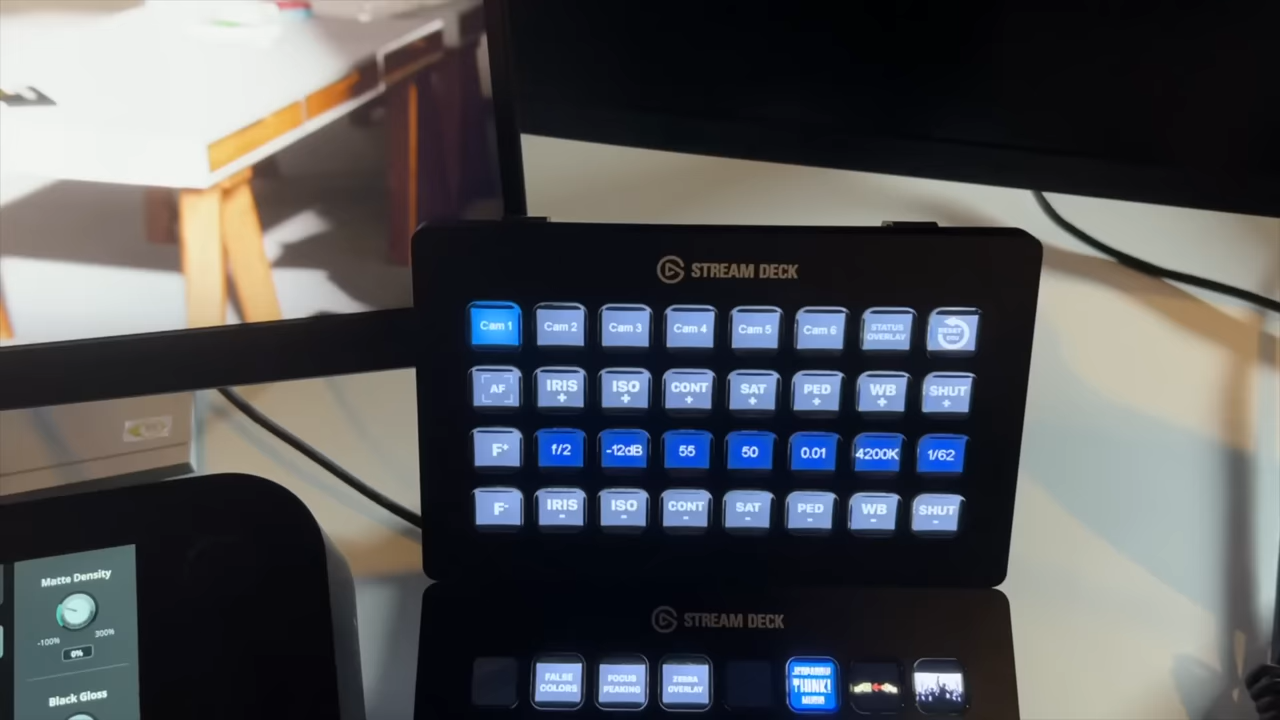 STREAM DECK
Cam 1 Cam 2 Cam 3 Cam 4 Cam 5 Cam 6 STATUS OVERLAY RESET
AF IRIS + ISO + CONT + SAT + PED + WB + SHUT +
F+ f/2 -12dB 55 50 0.01 4200K 1/62
F- IRIS - ISO - CONT - SAT - PED - WB - SHUT -
Matte Density
-100% 300%
0%
Black Gloss
STREAM DECK
FALSE COLORS FOCUS PEAKING ZEBRA OVERLAY THINK!